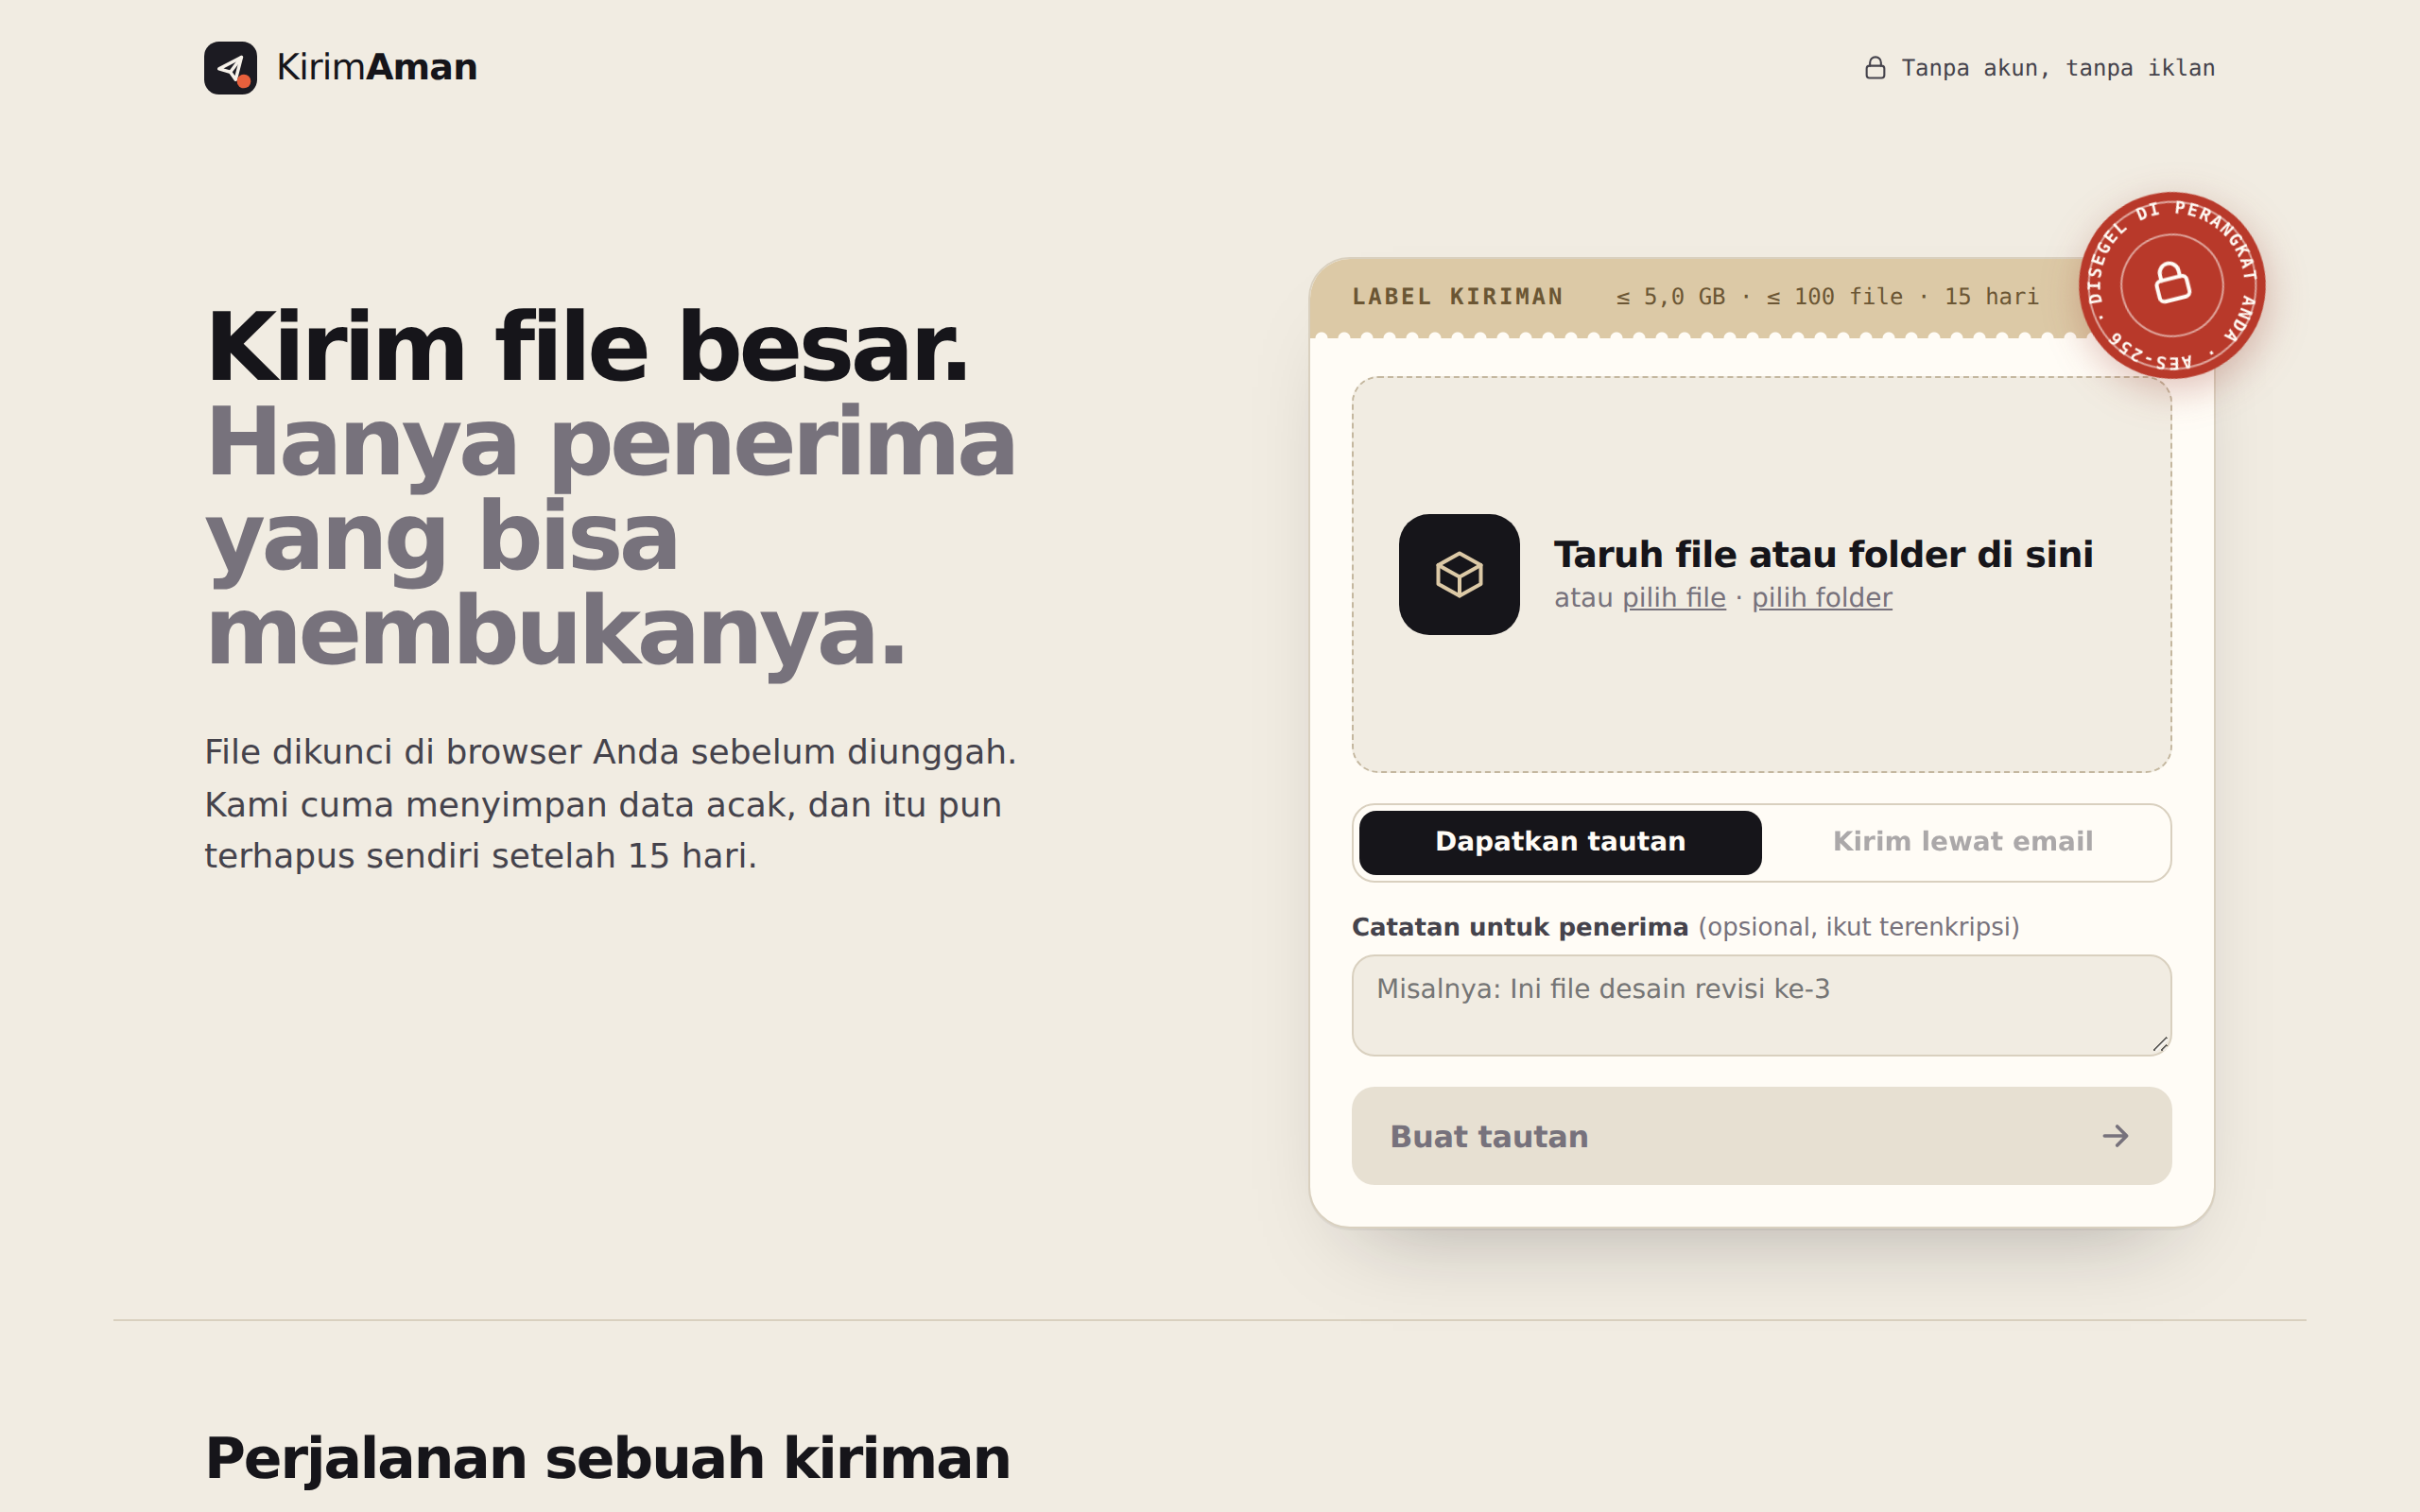 KirimAman
Tanpa akun, tanpa iklan
Kirim file besar.
Hanya penerima
yang bisa
membukanya.
File dikunci di browser Anda sebelum diunggah.
Kami cuma menyimpan data acak, dan itu pun
terhapus sendiri setelah 15 hari.
LABEL KIRIMAN ≤ 5,0 GB · ≤ 100 file · 15 hari
DISEGEL DI PERANGKAT ANDA · AES-256 ·
Taruh file atau folder di sini
atau pilih file · pilih folder
Dapatkan tautan
Kirim lewat email
Catatan untuk penerima (opsional, ikut terenkripsi)
Misalnya: Ini file desain revisi ke-3
Buat tautan
Perjalanan sebuah kiriman